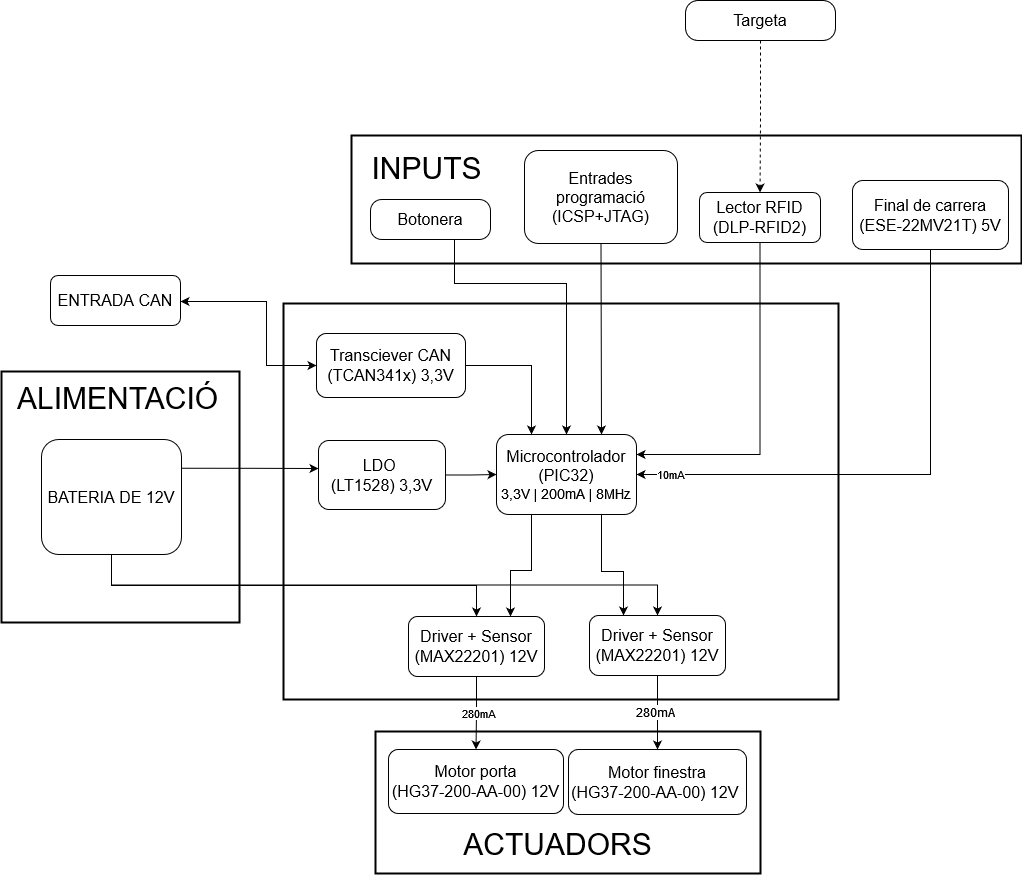 Targeta
INPUTS
Botonera
Entrades
programació
(ICSP+JTAG)
Lector RFID
(DLP-RFID2)
Final de carrera
(ESE-22MV21T) 5V
ENTRADA CAN
Transciever CAN
(TCAN341x) 3,3V
ALIMENTACIÓ
BATERIA DE 12V
LDO
(LT1528) 3,3V
Microcontrolador
(PIC32)
3,3V | 200mA | 8MHz
10mA
Driver + Sensor
(MAX22201) 12V
Driver + Sensor
(MAX22201) 12V
280mA
280mA
Motor porta
(HG37-200-AA-00) 12V
Motor finestra
(HG37-200-AA-00) 12V
ACTUADORS